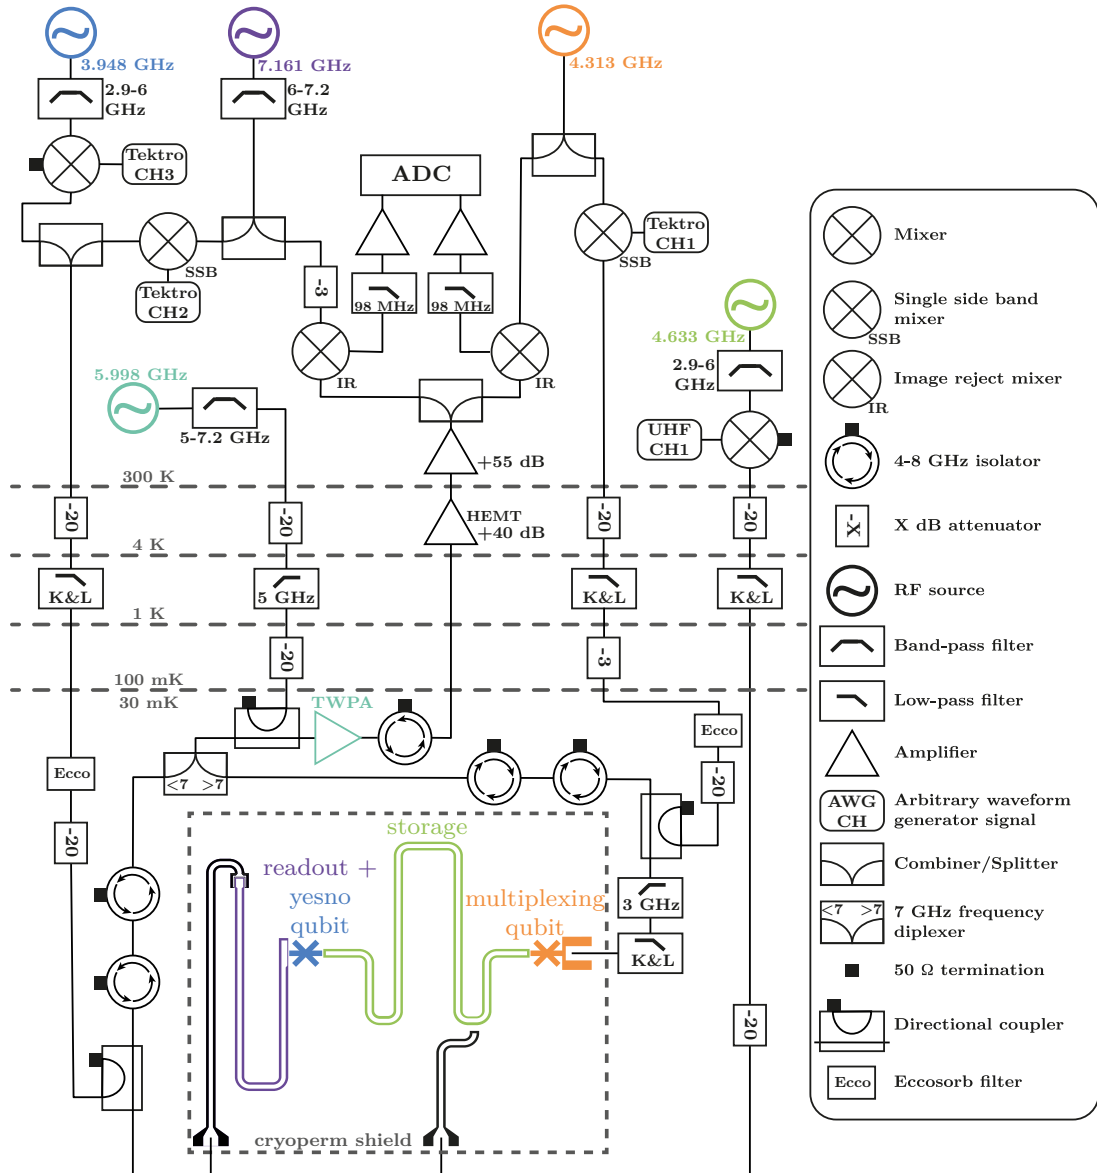 3.948 GHz
7.161 GHz
4.313 GHz
2.9-6
GHz
6-7.2
GHz
Tektro
CH3
ADC
Tektro
CH1
SSB
SSB
Tektro
CH2
-3
98 MHz
98 MHz
4.633 GHz
IR
IR
2.9-6
GHz
5.998 GHz
5-7.2 GHz
UHF
CH1
+55 dB
300 K
-20
-20
HEMT
+40 dB
-20
-20
4 K
K&L
5 GHz
K&L
K&L
1 K
-20
-3
100 mK
30 mK
TWPA
Ecco
Ecco
<7 >7
-20
-20
storage
readout +
yesno
qubit
multiplexing
qubit
3 GHz
K&L
-20
cryoperm shield
Mixer
Single side band
mixer
SSB
Image reject mixer
IR
4-8 GHz isolator
-X
X dB attenuator
RF source
Band-pass filter
Low-pass filter
Amplifier
AWG
CH
Arbitrary waveform
generator signal
Combiner/Splitter
<7 >7
7 GHz frequency
diplexer
50 Ω termination
Directional coupler
Ecco
Eccosorb filter